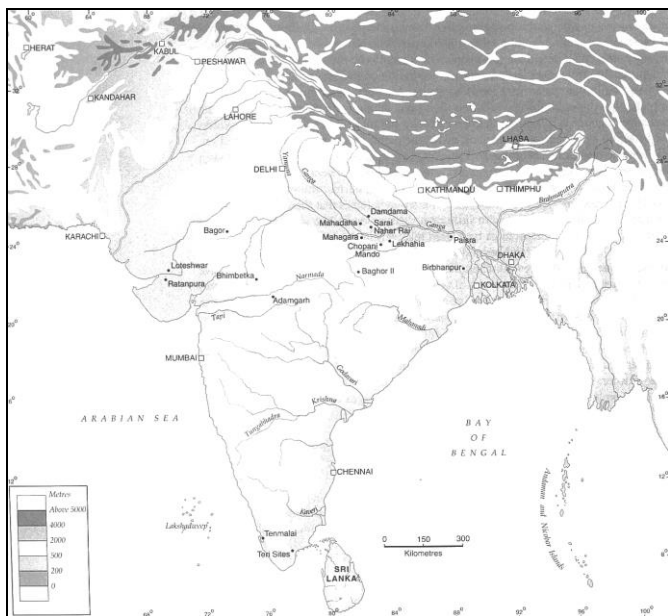 HERAT
KABUL
PESHAWAR
KANDAHAR
LAHORE
LHASA
DELHI
Yamuna
Ganga
KATHMANDU
THIMPHU
Brahmaputra
Damdama
Mahadaha
Sarai
Nahar Rai
Ganga
Bagor
Mahagara
Lekhahia
Paisra
KARACHI
Chopani
Mando
DHAKA
Loteshwar
Bhimbetka
Narmada
Baghor II
Birbhanpur
Ratanpura
KOLKATA
Adamgarh
Tapi
Mahanadi
MUMBAI
Godavari
Krishna
ARABIAN SEA
Tungabhadra
BAY
OF
BENGAL
CHENNAI
Metres
Above 5000
4000
2000
500
200
0
Lakshadweep
Kaveri
Andaman and Nicobar Islands
Tenmalai
Teri Sites
0 150 300
Kilometres
SRI
LANKA